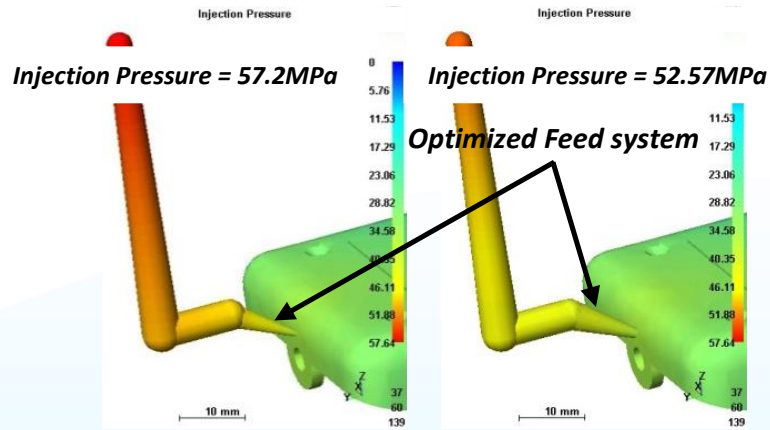 Injection Pressure
Injection Pressure
Injection Pressure = 57.2MPa
Injection Pressure = 52.57MPa
Optimized Feed system
0
5.76
11.53
17.29
23.06
28.82
34.58
40.35
46.11
51.88
57.64
11.53
17.29
23.06
28.82
34.58
40.35
46.11
51.88
57.64
Z
X
Y
37
60
139
10 mm
Z
X
Y
37
60
139
10 mm